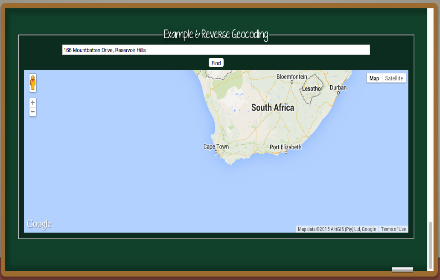 Example & Reverse Geocoding
166 Mountbatten Drive, Reservoir Hills
Find
Map Satellite
Bloemfontein
Lesotho
Durban
South Africa
Cape Town
Port Elizabeth
+
−
Google
Map data ©2015 AfriGIS (Pty) Ltd, Google Terms of Use